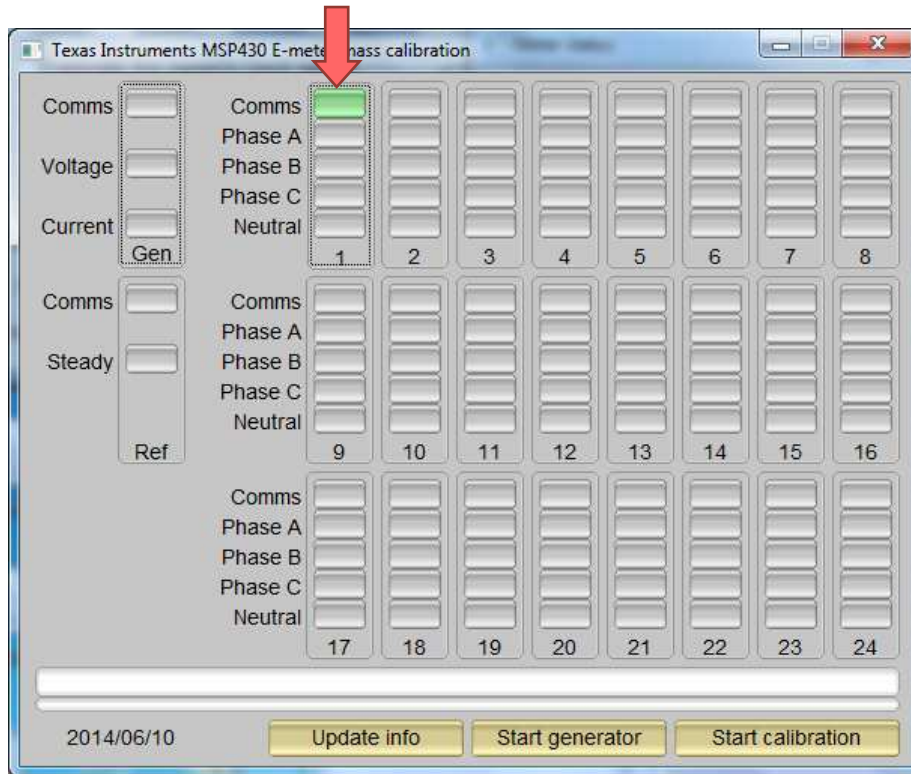 Texas Instruments MSP430 E-meter mass calibration
Comms
Voltage
Current
Gen
Comms
Steady
Ref
Comms
Phase A
Phase B
Phase C
Neutral
1 2 3 4 5 6 7 8
Comms
Phase A
Phase B
Phase C
Neutral
9 10 11 12 13 14 15 16
Comms
Phase A
Phase B
Phase C
Neutral
17 18 19 20 21 22 23 24
2014/06/10 Update info Start generator Start calibration